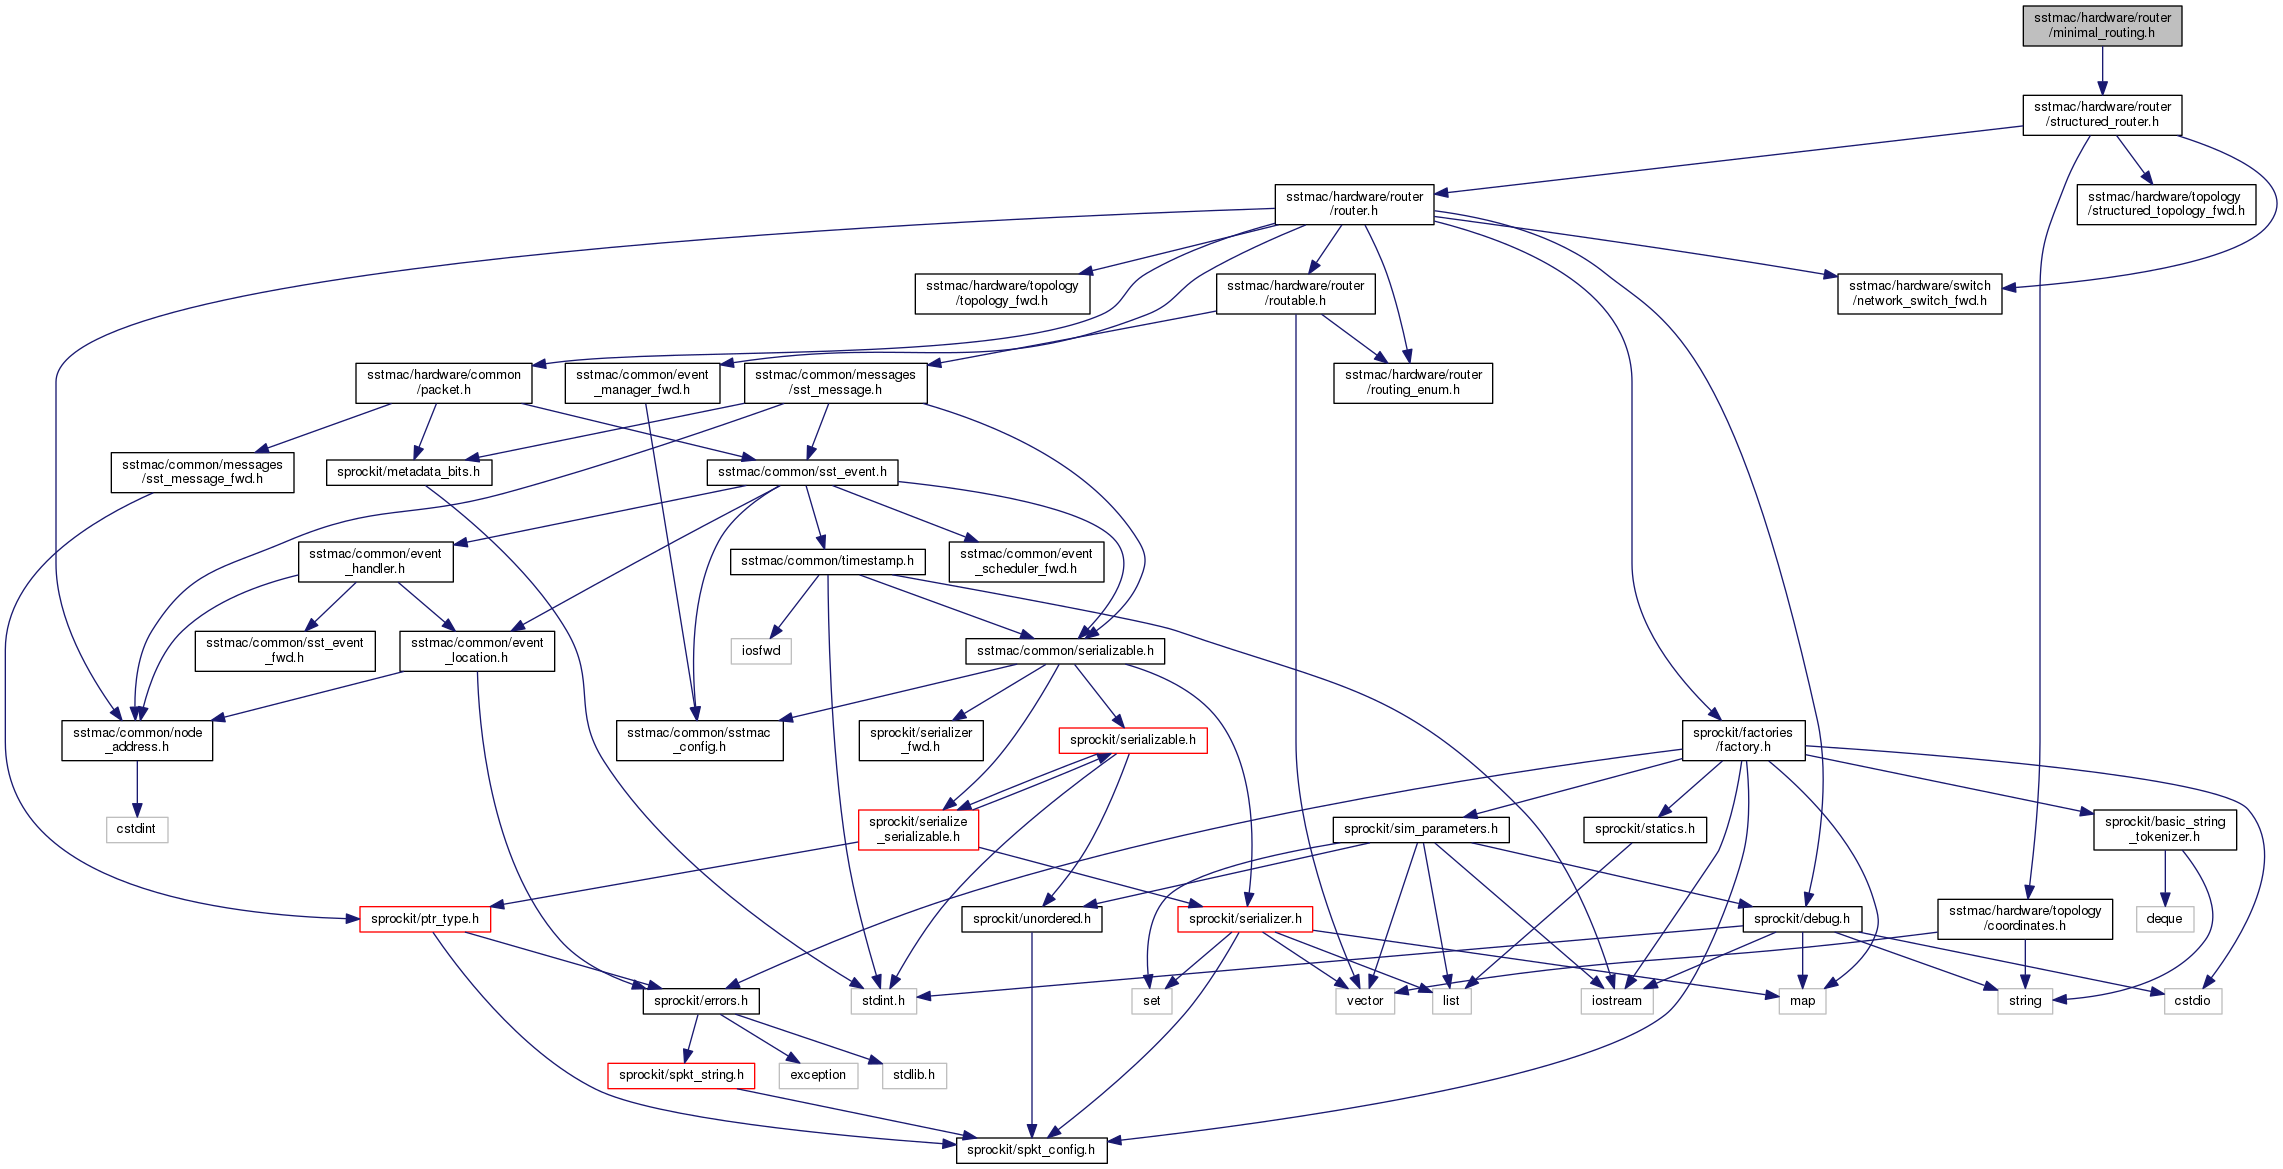 sstmac/hardware/router
/minimal_routing.h
sstmac/hardware/router
/structured_router.h
sstmac/hardware/router
/router.h
sstmac/hardware/topology
/structured_topology_fwd.h
sstmac/hardware/topology
/topology_fwd.h
sstmac/hardware/router
/routable.h
sstmac/hardware/switch
/network_switch_fwd.h
sstmac/hardware/common
/packet.h
sstmac/common/event
_manager_fwd.h
sstmac/common/messages
/sst_message.h
sstmac/hardware/router
/routing_enum.h
sstmac/common/messages
/sst_message_fwd.h
sprockit/metadata_bits.h
sstmac/common/sst_event.h
sstmac/common/event
_handler.h
sstmac/common/timestamp.h
sstmac/common/event
_scheduler_fwd.h
sstmac/common/sst_event
_fwd.h
sstmac/common/event
_location.h
iosfwd
sstmac/common/serializable.h
sstmac/common/node
_address.h
sstmac/common/sstmac
_config.h
sprockit/serializer
_fwd.h
sprockit/serializable.h
sprockit/factories
/factory.h
cstdint
sprockit/serialize
_serializable.h
sprockit/sim_parameters.h
sprockit/statics.h
sprockit/basic_string
_tokenizer.h
sprockit/ptr_type.h
sprockit/unordered.h
sprockit/serializer.h
sprockit/debug.h
sstmac/hardware/topology
/coordinates.h
deque
sprockit/errors.h
stdint.h
set
vector
list
iostream
map
string
cstdio
sprockit/spkt_string.h
exception
stdlib.h
sprockit/spkt_config.h